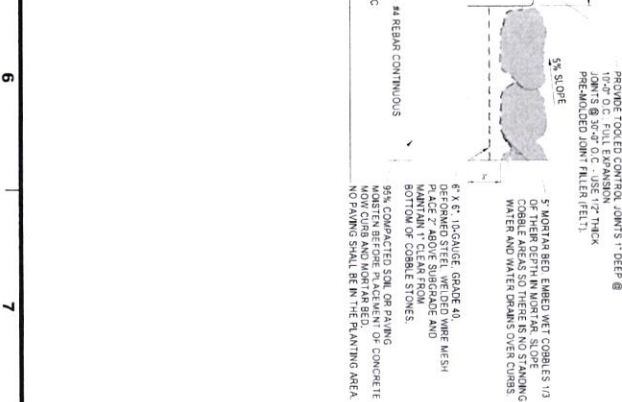 PROVIDE TOOLED CONTROL JOINTS 1" DEEP @
10'-0" O.C., FULL EXPANSION
JOINTS @ 30'-0" O.C. - USE 1/2" THICK
PRE-MOLDED JOINT FILLER (FELT).
5% SLOPE
5" MORTAR BED. EMBED WET COBBLES 1/3
OF THEIR DEPTH IN MORTAR. SLOPE
COBBLE AREAS SO THERE IS NO STANDING
WATER AND WATER DRAINS OVER CURBS.
#4 REBAR CONTINUOUS
6" X 6", 10-GAUGE, GRADE 40,
DEFORMED STEEL WELDED WIRE MESH
PLACE 2" ABOVE SUBGRADE AND
MAINTAIN 1" CLEAR FROM
BOTTOM OF COBBLE STONES.
95% COMPACTED SOIL OR PAVING
MOISTEN BEFORE PLACEMENT OF CONCRETE
MOW CURB AND MORTAR BED.
NO PAVING SHALL BE IN THE PLANTING AREA.
C
6
7